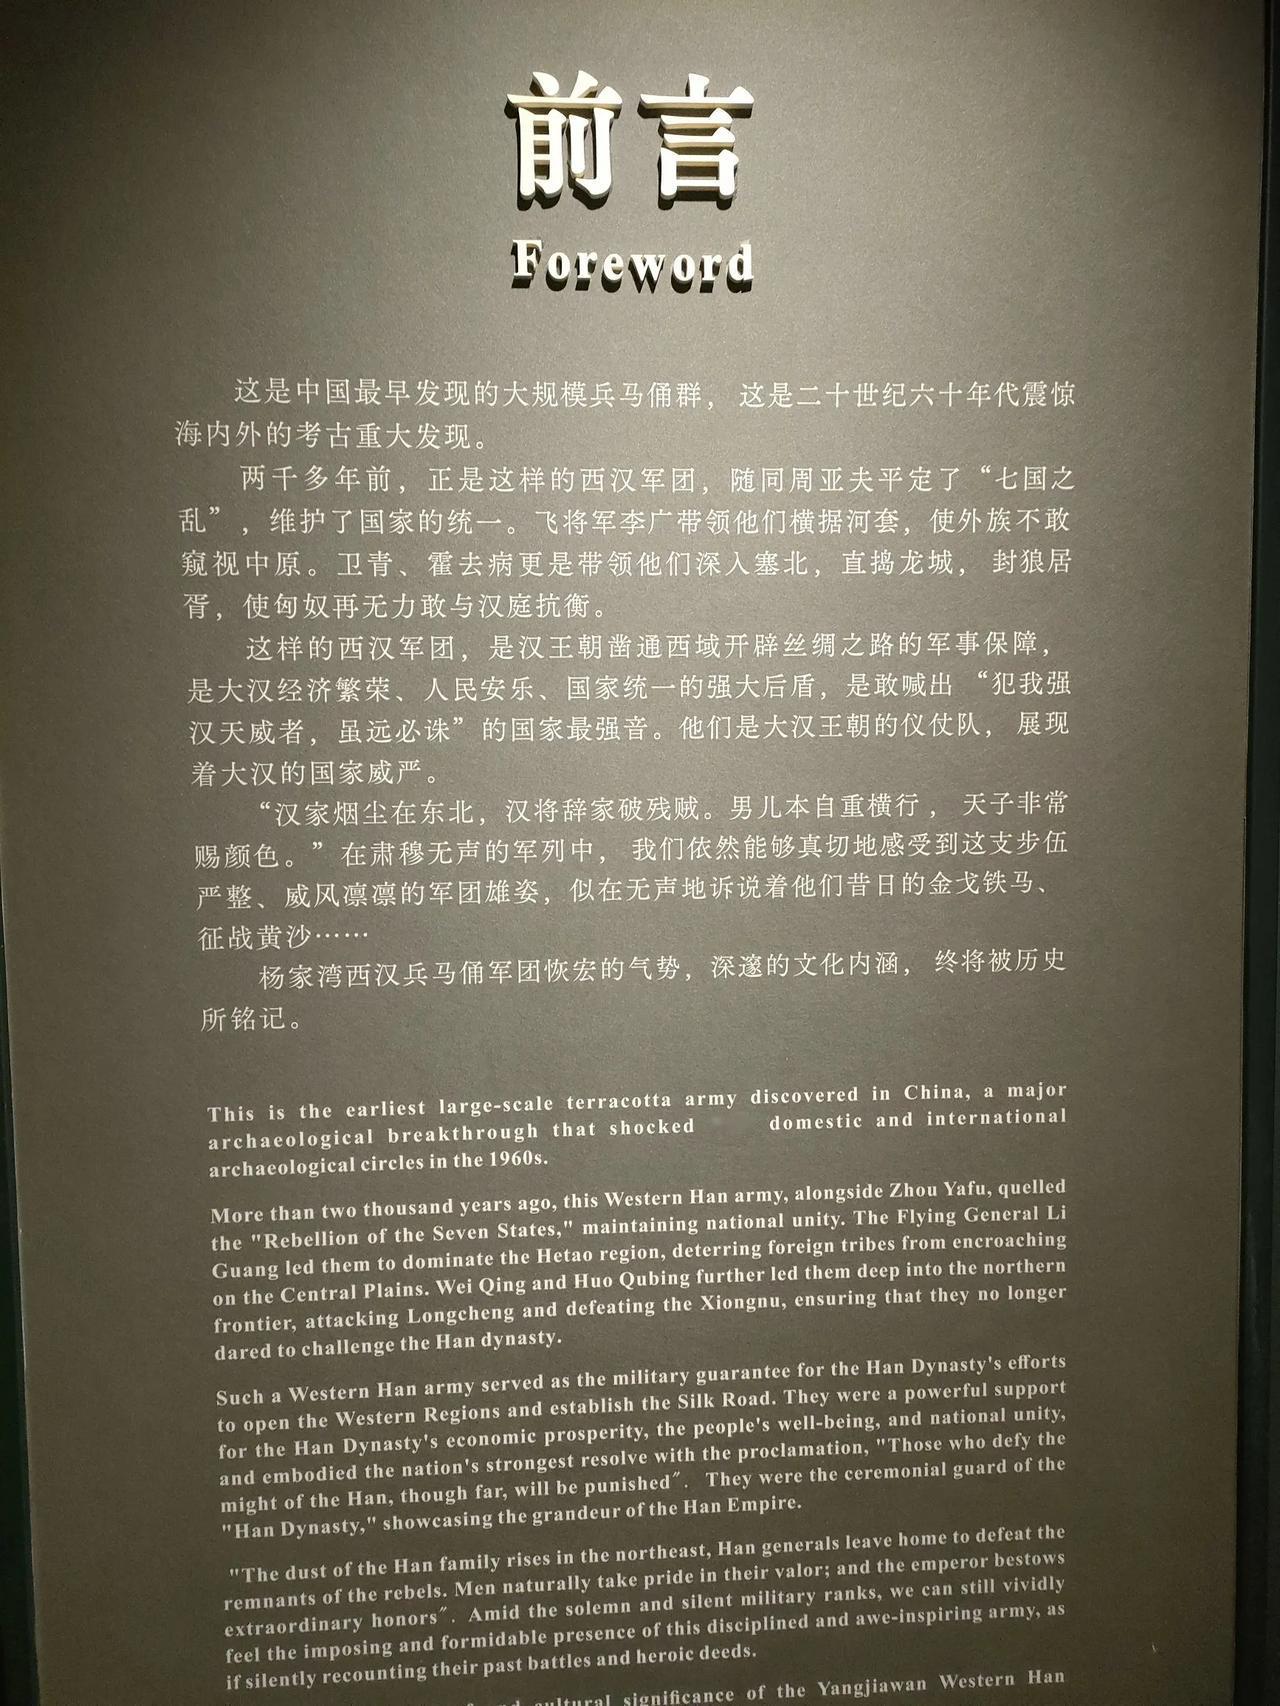 前言
Foreword
这是中国最早发现的大规模兵马俑群，这是二十世纪六十年代震惊
海内外的考古重大发现。
两千多年前，正是这样的西汉军团，随同周亚夫平定了“七国之
乱”，维护了国家的统一。飞将军李广带领他们横据河套，使外族不敢
窥视中原。卫青、霍去病更是带领他们深入塞北，直捣龙城，封狼居
胥，使匈奴再无力敢与汉庭抗衡。
这样的西汉军团，是汉王朝凿通西域开辟丝绸之路的军事保障，
是大汉经济繁荣、人民安乐、国家统一的强大后盾，是敢喊出“犯我强
汉天威者，虽远必诛”的国家最强音。他们是大汉王朝的仪仗队，展现
着大汉的国家威严。
“汉家烟尘在东北，汉将辞家破残贼。男儿本自重横行，天子非常
赐颜色。”在肃穆无声的军列中，我们依然能够真切地感受到这支步伍
严整、威风凛凛的军团雄姿，似在无声地诉说着他们昔日的金戈铁马、
征战黄沙……
杨家湾西汉兵马俑军团恢宏的气势，深邃的文化内涵，终将被历史
所铭记。
This is the earliest large-scale terracotta army discovered in China, a major
archaeological breakthrough that shocked domestic and international
archaeological circles in the 1960s.
More than two thousand years ago, this Western Han army, alongside Zhou Yafu, quelled
the "Rebellion of the Seven States," maintaining national unity. The Flying General Li
Guang led them to dominate the Hetao region, deterring foreign tribes from encroaching
on the Central Plains. Wei Qing and Huo Qubing further led them deep into the northern
frontier, attacking Longcheng and defeating the Xiongnu, ensuring that they no longer
dared to challenge the Han dynasty.
Such a Western Han army served as the military guarantee for the Han Dynasty's efforts
to open the Western Regions and establish the Silk Road. They were a powerful support
for the Han Dynasty's economic prosperity, the people's well-being, and national unity,
and embodied the nation's strongest resolve with the proclamation, "Those who defy the
might of the Han, though far, will be punished". They were the ceremonial guard of the
"Han Dynasty," showcasing the grandeur of the Han Empire.
"The dust of the Han family rises in the northeast, Han generals leave home to defeat the
remnants of the rebels. Men naturally take pride in their valor; and the emperor bestows
extraordinary honors". Amid the solemn and silent military ranks, we can still vividly
feel the imposing and formidable presence of this disciplined and awe-inspiring army, as
if silently recounting their past battles and heroic deeds.
cultural significance of the Yangjiawan Western Han